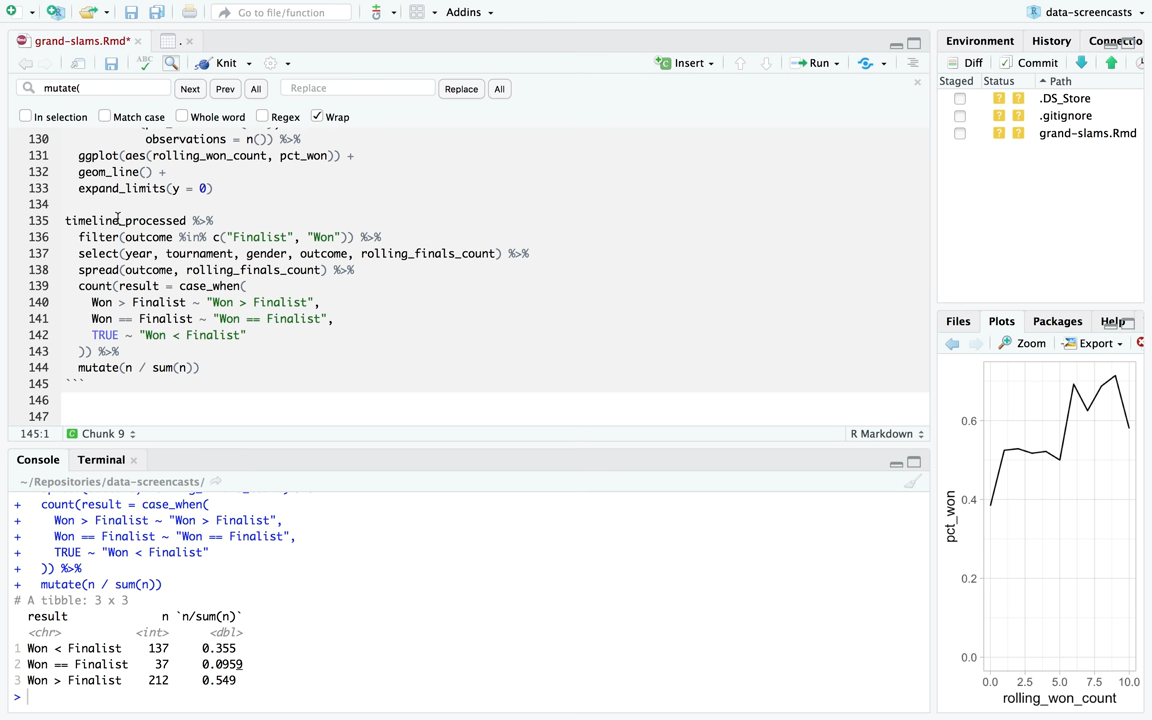 Go to file/function
Addins
data-screencasts
grand-slams.Rmd*
.
Knit
Insert
Run
mutate(
Next
Prev
All
Replace
Replace
All
In selection
Match case
Whole word
Regex
Wrap
130 observations = n()) %>%
131 ggplot(aes(rolling_won_count, pct_won)) +
132 geom_line() +
133 expand_limits(y = 0)
134
135 timeline_processed %>%
136 filter(outcome %in% c("Finalist", "Won")) %>%
137 select(year, tournament, gender, outcome, rolling_finals_count) %>%
138 spread(outcome, rolling_finals_count) %>%
139 count(result = case_when(
140 Won > Finalist ~ "Won > Finalist",
141 Won == Finalist ~ "Won == Finalist",
142 TRUE ~ "Won < Finalist"
143 )) %>%
144 mutate(n / sum(n))
145 ```
146
147
145:1
Chunk 9
R Markdown
Console
Terminal
~/Repositories/data-screencasts/
+ count(result = case_when(
+ Won > Finalist ~ "Won > Finalist",
+ Won == Finalist ~ "Won == Finalist",
+ TRUE ~ "Won < Finalist"
+ )) %>%
+ mutate(n / sum(n))
# A tibble: 3 x 3
result n `n/sum(n)`
<chr> <int> <dbl>
1 Won < Finalist 137 0.355
2 Won == Finalist 37 0.0959
3 Won > Finalist 212 0.549
>
Environment
History
Diff
Commit
Staged
Status
Path
.DS_Store
.gitignore
grand-slams.Rmd
Files
Plots
Packages
Help
Zoom
Export
0.6
0.4
0.2
0.0
pct_won
0.0 2.5 5.0 7.5 10.0
rolling_won_count